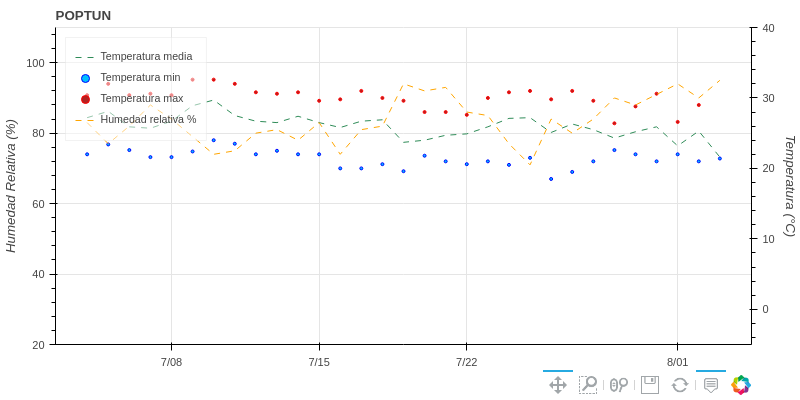 POPTUN
Temperatura media
Temperatura min
Temperatura max
Humedad relativa %
Humedad Relativa (%)
100
80
60
40
20
40
30
20
10
0
Temperatura (°C)
7/08
7/15
7/22
8/01